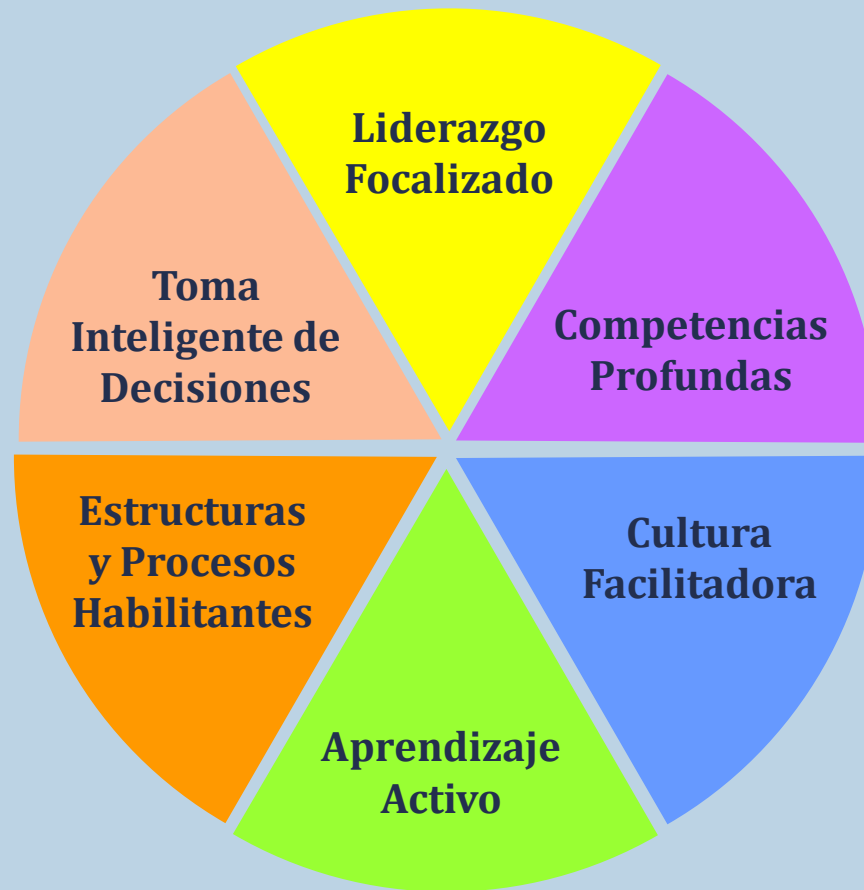 Liderazgo
Focalizado
Competencias
Profundas
Cultura
Facilitadora
Aprendizaje
Activo
Estructuras
y Procesos
Habilitantes
Toma
Inteligente de
Decisiones